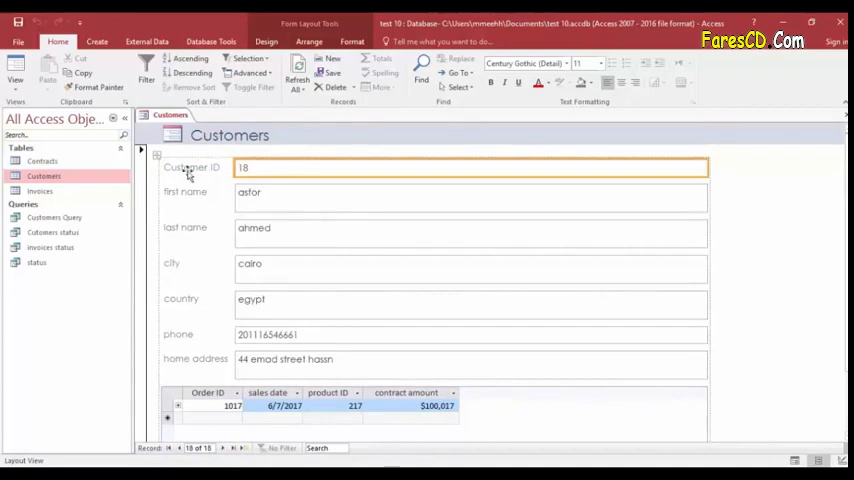 Form Layout Tools
test 10 : Database- C:\Users\mmeehh\Documents\test 10.accdb (Access 2007 - 2016 file format) - Access
FaresCD.Com
File Home Create External Data Database Tools Design Arrange Format Tell me what you want to do...
View
Paste
Cut
Copy
Format Painter
Filter
Ascending
Descending
Remove Sort
Selection
Advanced
Toggle Filter
Refresh All
New
Save
Delete
Totals
Spelling
More
Find
Replace
Go To
Select
Century Gothic (Detail) 11
B I U A
Views Clipboard Sort & Filter Records Find Text Formatting
All Access Obje...
Search...
Tables
Contracts
Customers
Invoices
Queries
Customers Query
Cutomers status
invoices status
status
Customers
Customers
Customer ID 18
first name asfor
last name ahmed
city cairo
country egypt
phone 201116546661
home address 44 emad street hassn
Order ID sales date product ID contract amount
1017 6/7/2017 217 $100,017
Record: 18 of 18 No Filter Search
Layout View